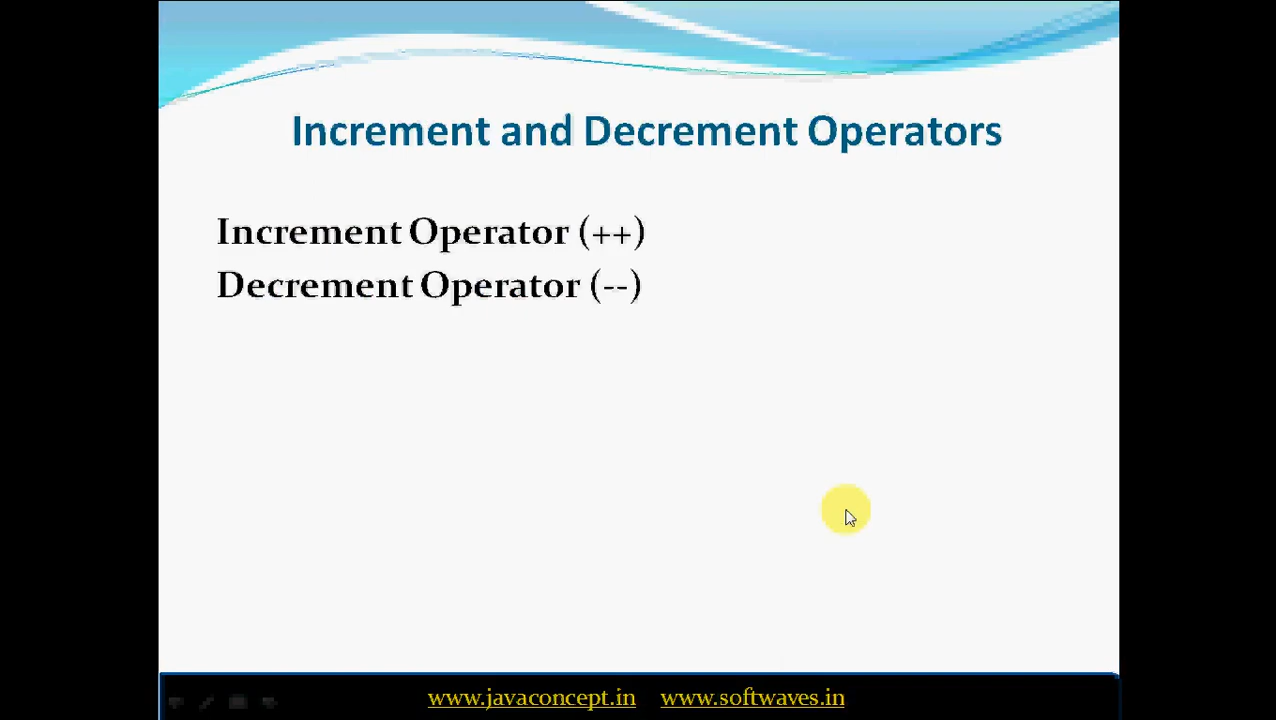 Increment and Decrement Operators
Increment Operator (++)
Decrement Operator (--)
www.javaconcept.in www.softwaves.in